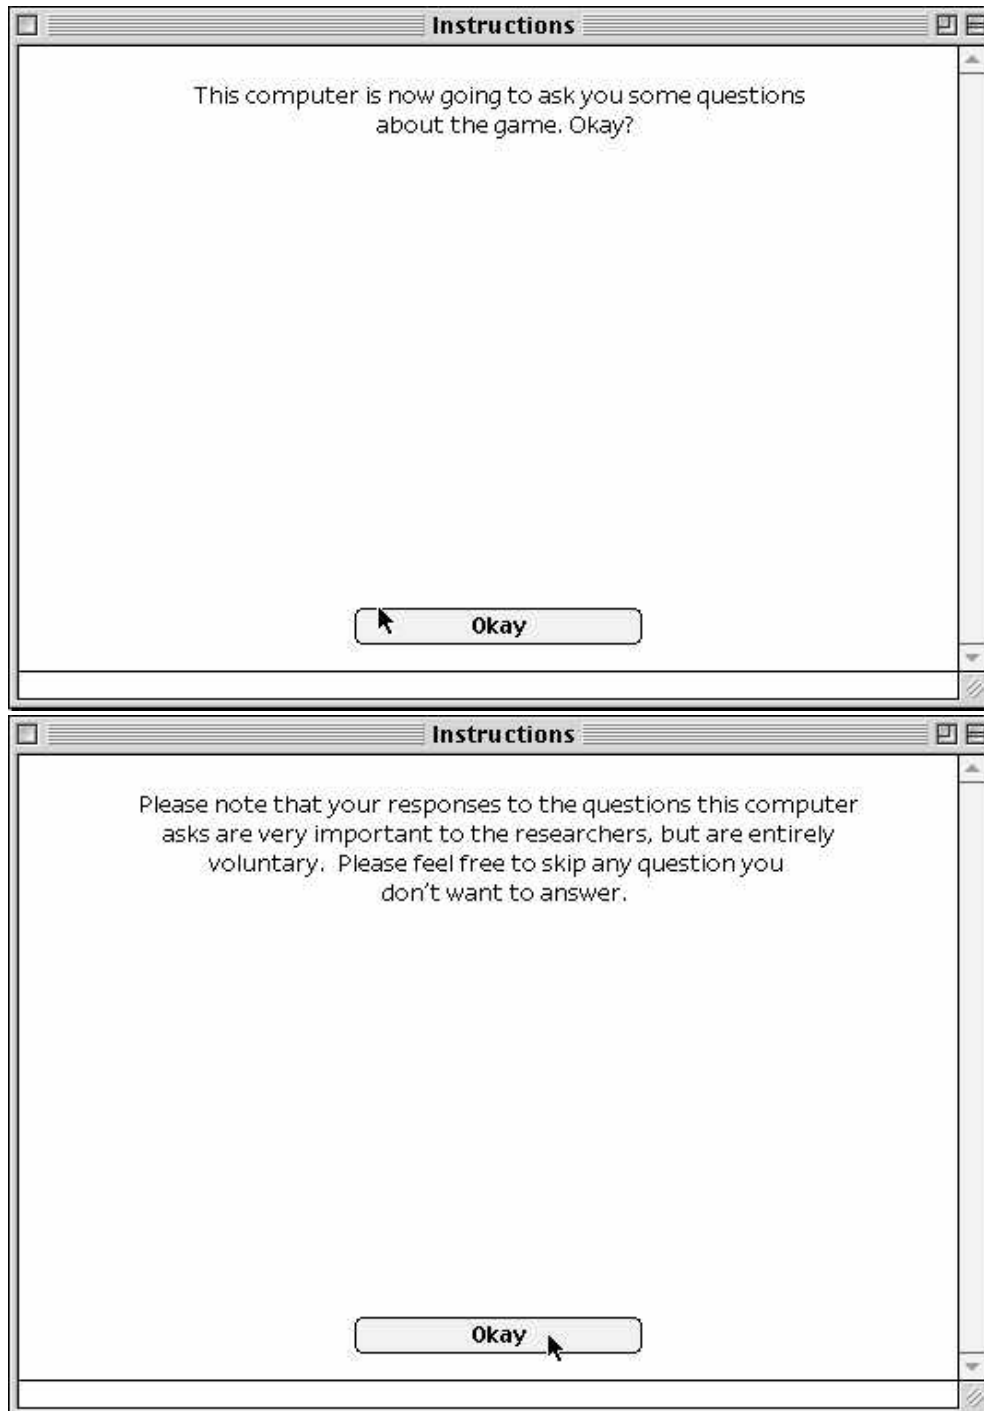 Instructions
This computer is now going to ask you some questions
about the game. Okay?
Okay
Instructions
Please note that your responses to the questions this computer
asks are very important to the researchers, but are entirely
voluntary.  Please feel free to skip any question you
don't want to answer.
Okay